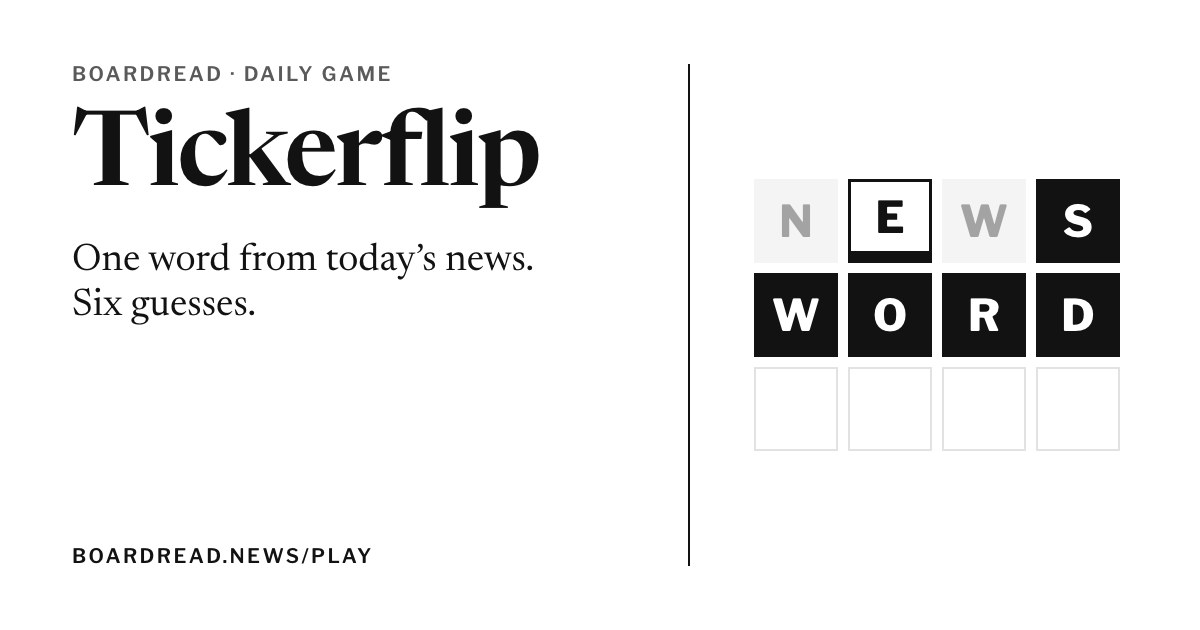 BOARDREAD · DAILY GAME
Tickerflip
One word from today’s news.
Six guesses.
NEWS
WORD
BOARDREAD.NEWS/PLAY